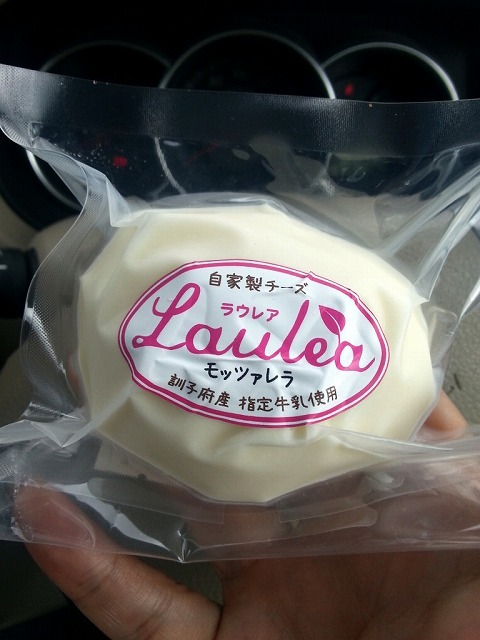 自家製チーズ
ラウレア
Laulea
モッツァレラ
訓子府産 指定牛乳使用